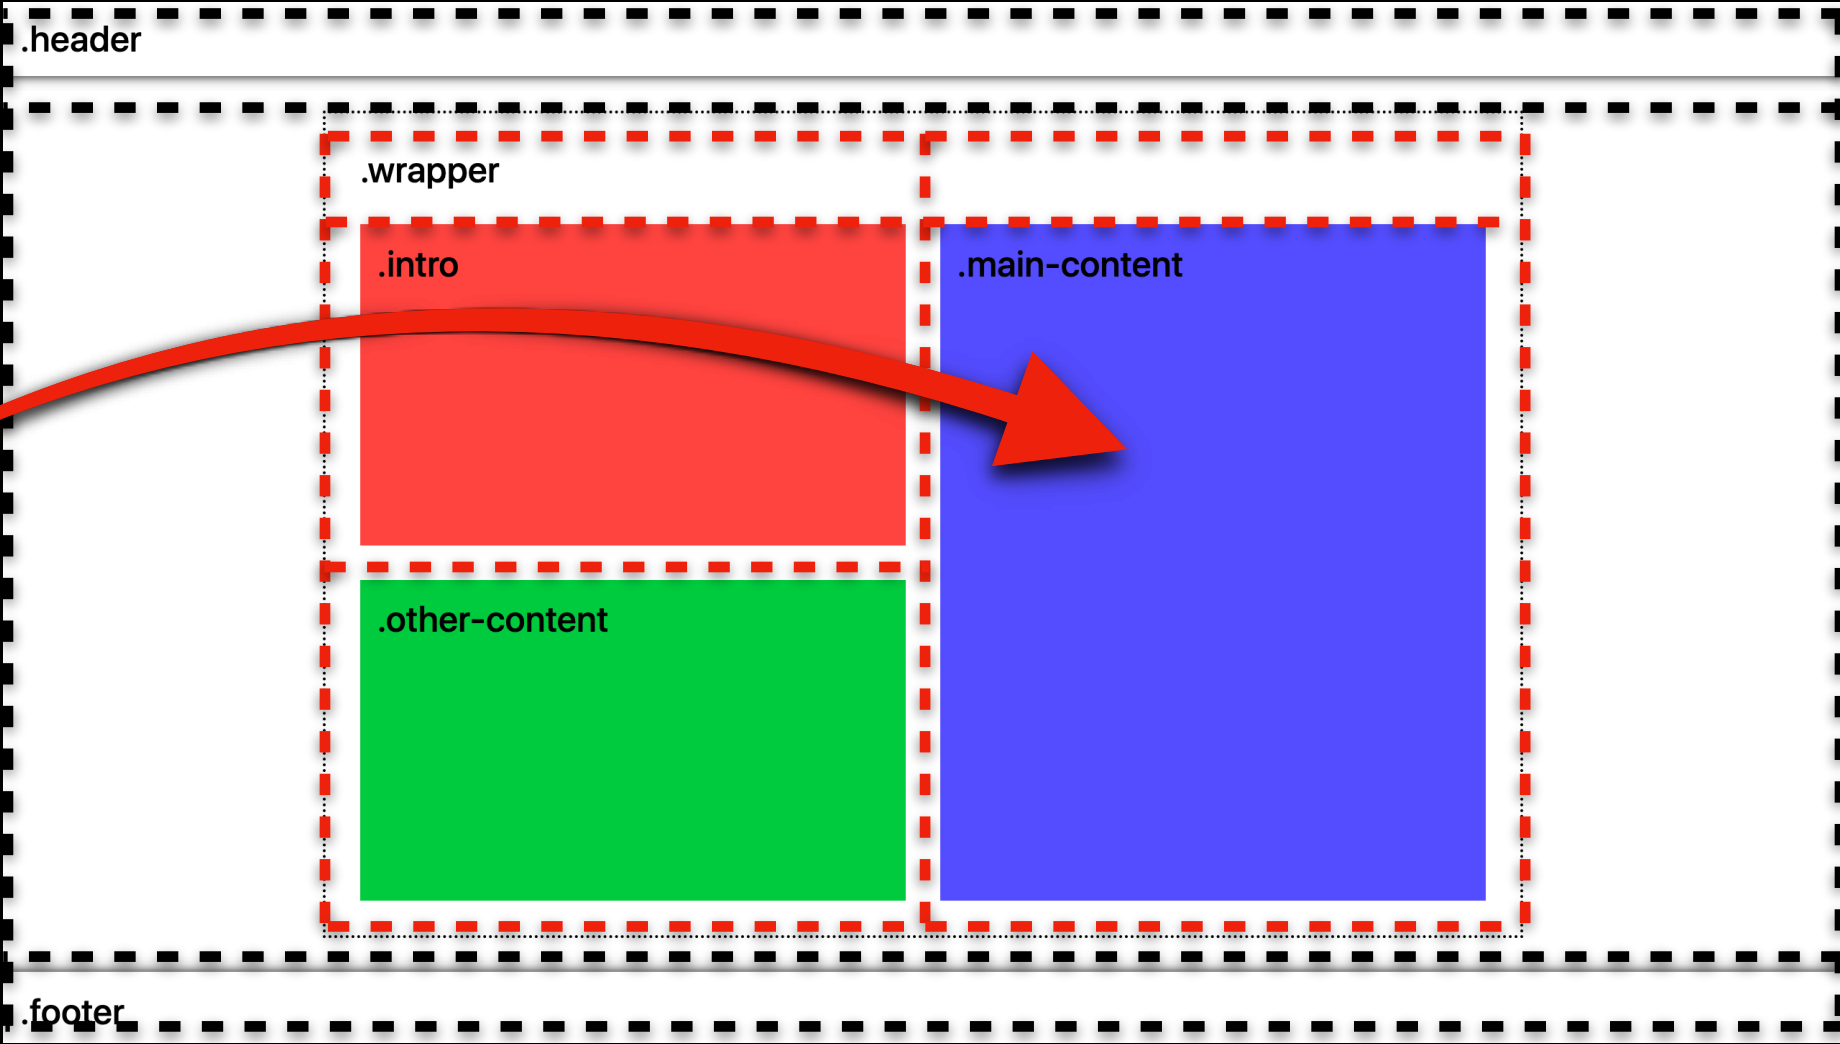 .header
.wrapper
.intro
.main-content
.other-content
.footer